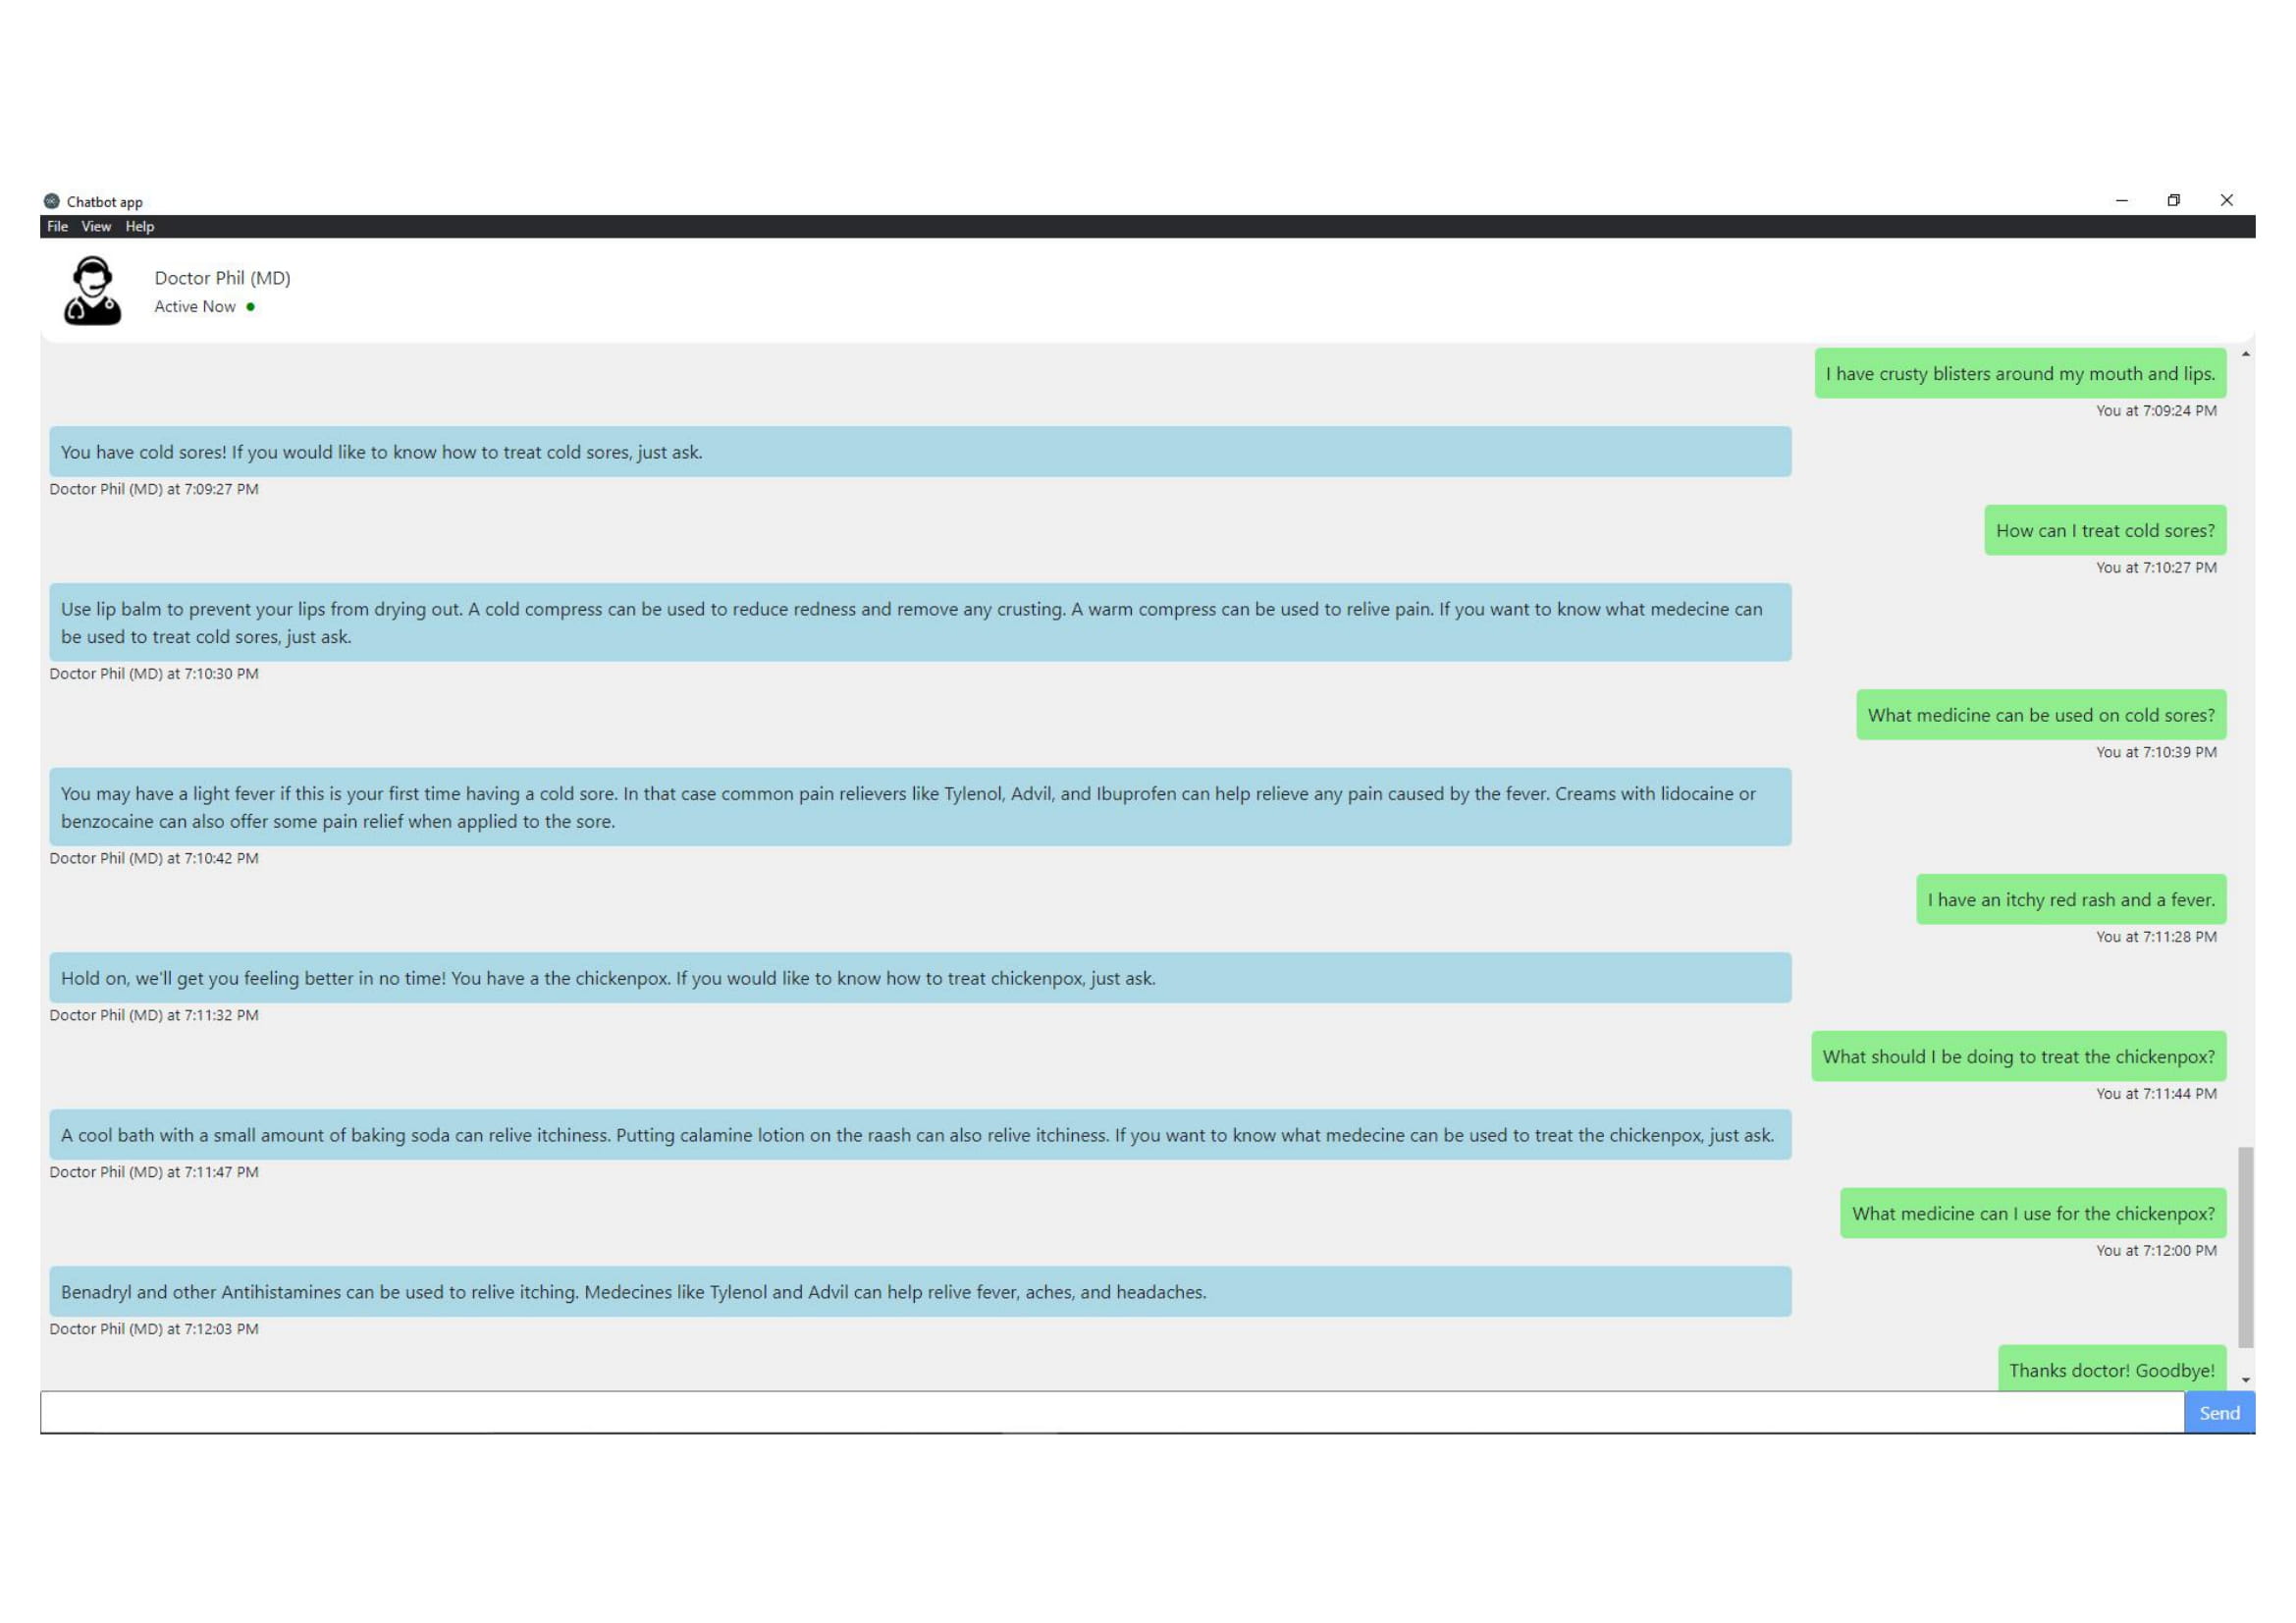 Chatbot app
File View Help
Doctor Phil (MD)
Active Now
I have crusty blisters around my mouth and lips.
You at 7:09:24 PM
You have cold sores! If you would like to know how to treat cold sores, just ask.
Doctor Phil (MD) at 7:09:27 PM
How can I treat cold sores?
You at 7:10:27 PM
Use lip balm to prevent your lips from drying out. A cold compress can be used to reduce redness and remove any crusting. A warm compress can be used to relive pain. If you want to know what medecine can
be used to treat cold sores, just ask.
Doctor Phil (MD) at 7:10:30 PM
What medicine can be used on cold sores?
You at 7:10:39 PM
You may have a light fever if this is your first time having a cold sore. In that case common pain relievers like Tylenol, Advil, and Ibuprofen can help relieve any pain caused by the fever. Creams with lidocaine or
benzocaine can also offer some pain relief when applied to the sore.
Doctor Phil (MD) at 7:10:42 PM
I have an itchy red rash and a fever.
You at 7:11:28 PM
Hold on, we'll get you feeling better in no time! You have a the chickenpox. If you would like to know how to treat chickenpox, just ask.
Doctor Phil (MD) at 7:11:32 PM
What should I be doing to treat the chickenpox?
You at 7:11:44 PM
A cool bath with a small amount of baking soda can relive itchiness. Putting calamine lotion on the raash can also relive itchiness. If you want to know what medecine can be used to treat the chickenpox, just ask.
Doctor Phil (MD) at 7:11:47 PM
What medicine can I use for the chickenpox?
You at 7:12:00 PM
Benadryl and other Antihistamines can be used to relive itching. Medecines like Tylenol and Advil can help relive fever, aches, and headaches.
Doctor Phil (MD) at 7:12:03 PM
Thanks doctor! Goodbye!
Send